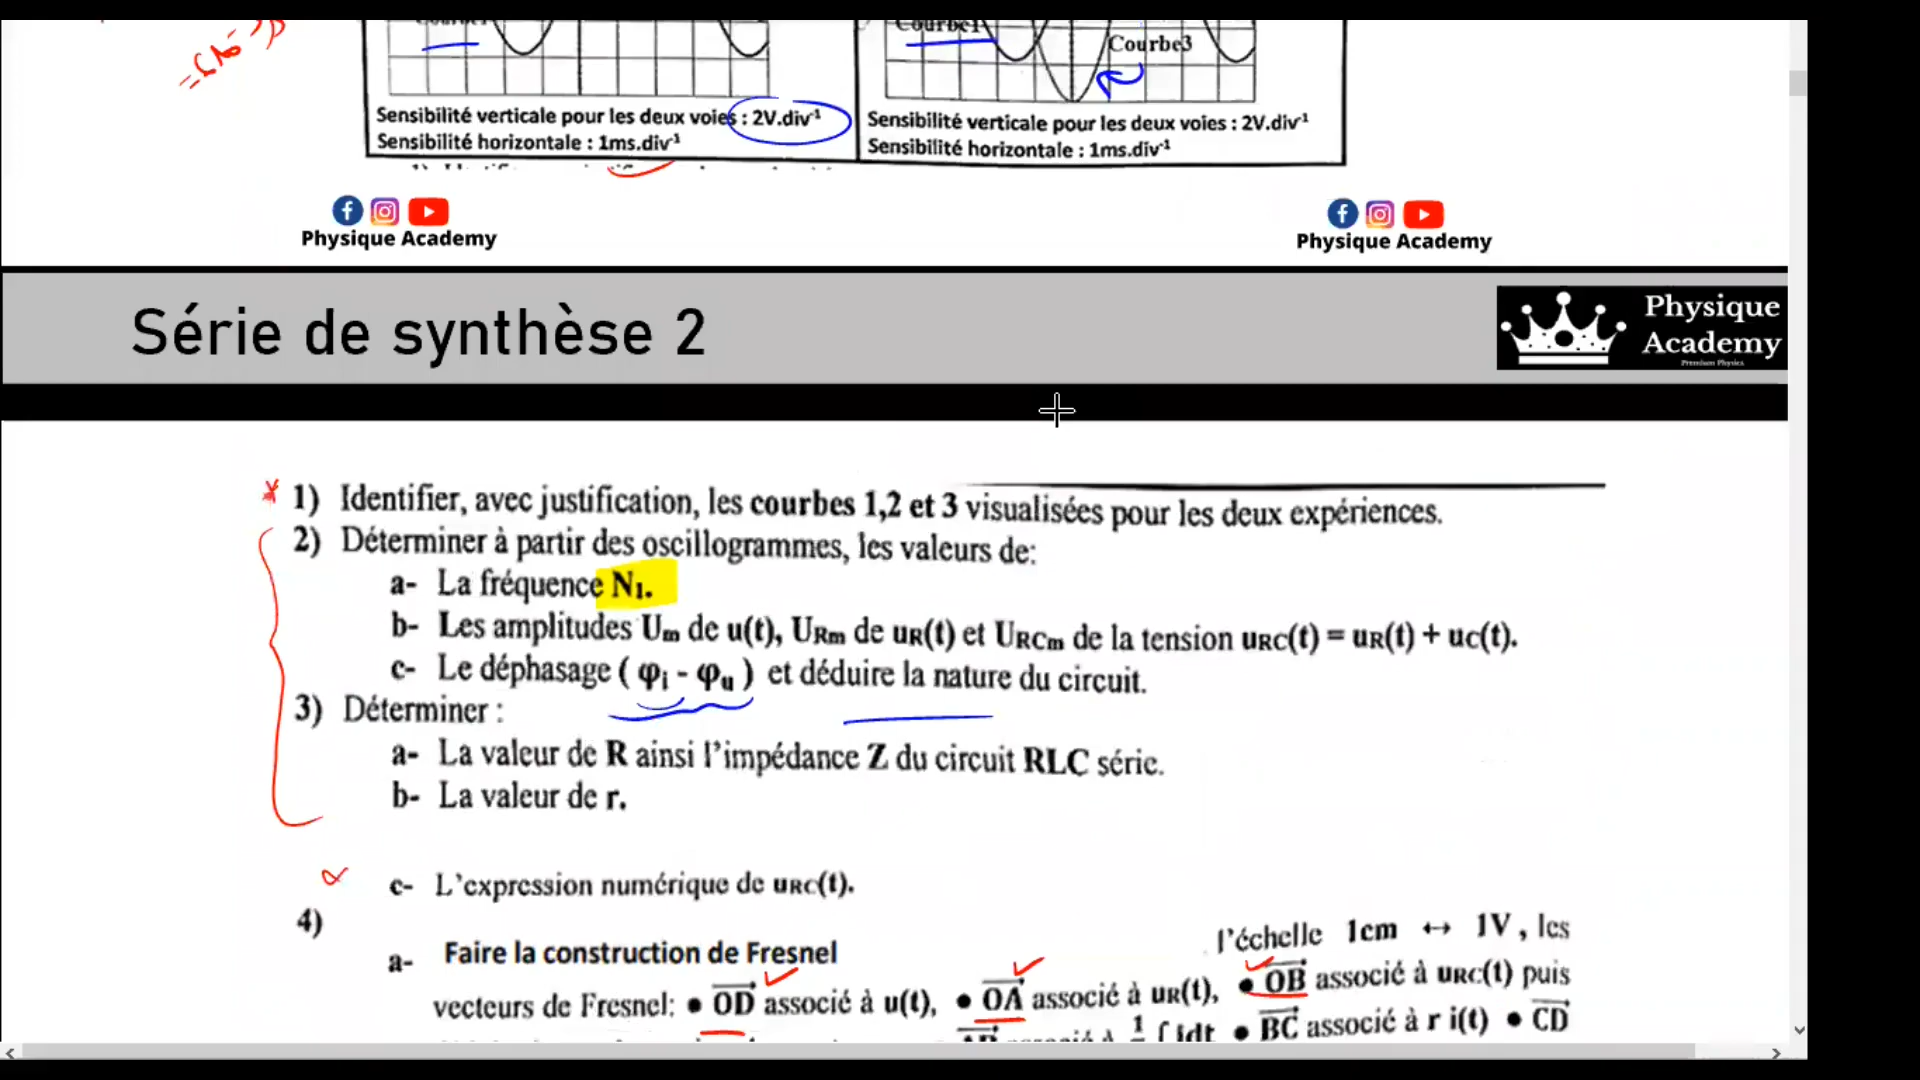 Courbe1
Courbe1
Courbe3
Sensibilité verticale pour les deux voies : 2V.div-1
Sensibilité horizontale : 1ms.div-1
Sensibilité verticale pour les deux voies : 2V.div-1
Sensibilité horizontale : 1ms.div-1
Physique Academy
Physique Academy
Série de synthèse 2
Physique
Academy
Premium Physics
1) Identifier, avec justification, les courbes 1,2 et 3 visualisées pour les deux expériences.
2) Déterminer à partir des oscillogrammes, les valeurs de:
a- La fréquence N1.
b- Les amplitudes Um de u(t), URm de uR(t) et URCm de la tension uRC(t) = uR(t) + uC(t).
c- Le déphasage ( φi - φu ) et déduire la nature du circuit.
3) Déterminer :
a- La valeur de R ainsi l'impédance Z du circuit RLC série.
b- La valeur de r.
c- L'expression numérique de uRC(t).
4)
l'échelle 1cm ↔ 1V , les
a- Faire la construction de Fresnel
vecteurs de Fresnel: • OD associé à u(t), • OA associé à uR(t), • OB associé à uRC(t) puis
∫ idt • BC associé à r i(t) • CD